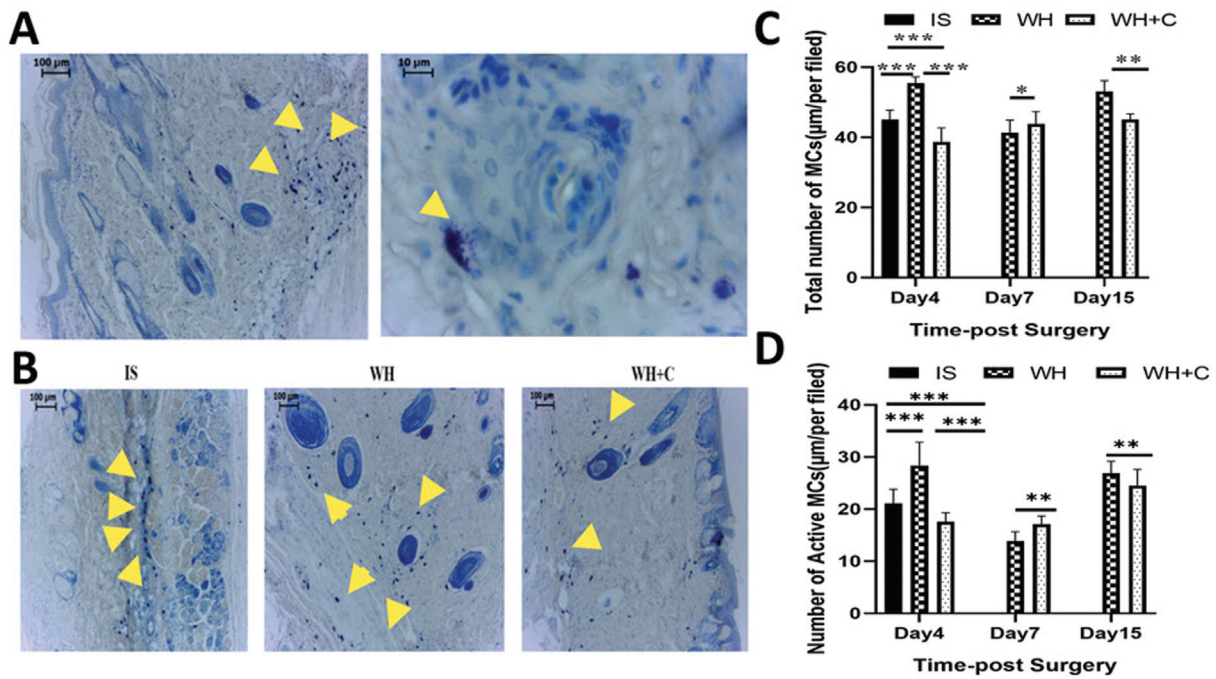 A
100 µm
10 µm
B
IS
WH
WH+C
100 µm
100 µm
100 µm
C
IS WH WH+C
***
*** ***
*
**
Total number of MCs(µm/per filed)
60
40
20
0
Day4 Day7 Day15
Time-post Surgery
D
IS WH WH+C
***
*** ***
**
**
Number of Active MCs(µm/per filed)
40
30
20
10
0
Day4 Day7 Day15
Time-post Surgery